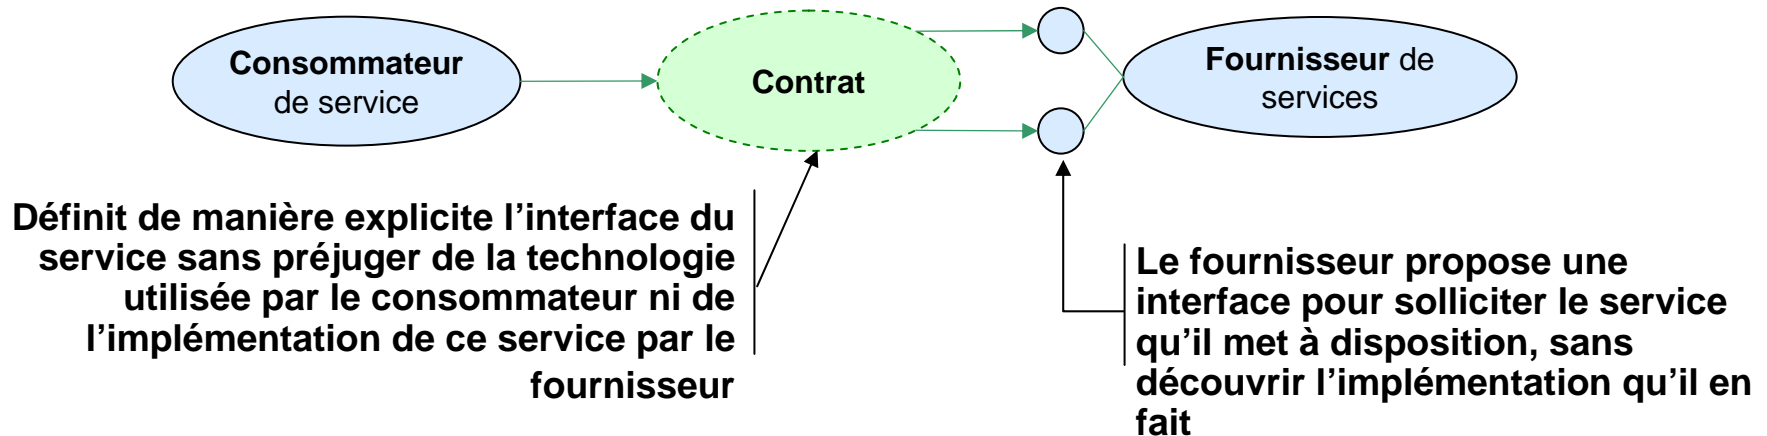 Consommateur
de service
Contrat
Fournisseur de
services
Définit de manière explicite l’interface du
service sans préjuger de la technologie
utilisée par le consommateur ni de
l’implémentation de ce service par le
fournisseur
Le fournisseur propose une
interface pour solliciter le service
qu’il met à disposition, sans
découvrir l’implémentation qu’il en
fait